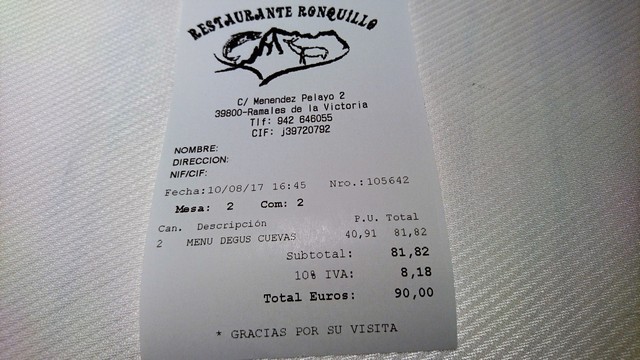 RESTAURANTE RONQUILLO
C/ Menendez Pelayo 2
39800-Ramales de la Victoria
Tlf: 942 646055
CIF: j39720792
NOMBRE:
DIRECCION:
NIF/CIF:
Fecha:10/08/17 16:45 Nro.:105642
Mesa: 2 Com: 2
Can. Descripción P.U. Total
2 MENU DEGUS CUEVAS 40,91 81,82
Subtotal: 81,82
10% IVA: 8,18
Total Euros: 90,00
* GRACIAS POR SU VISITA